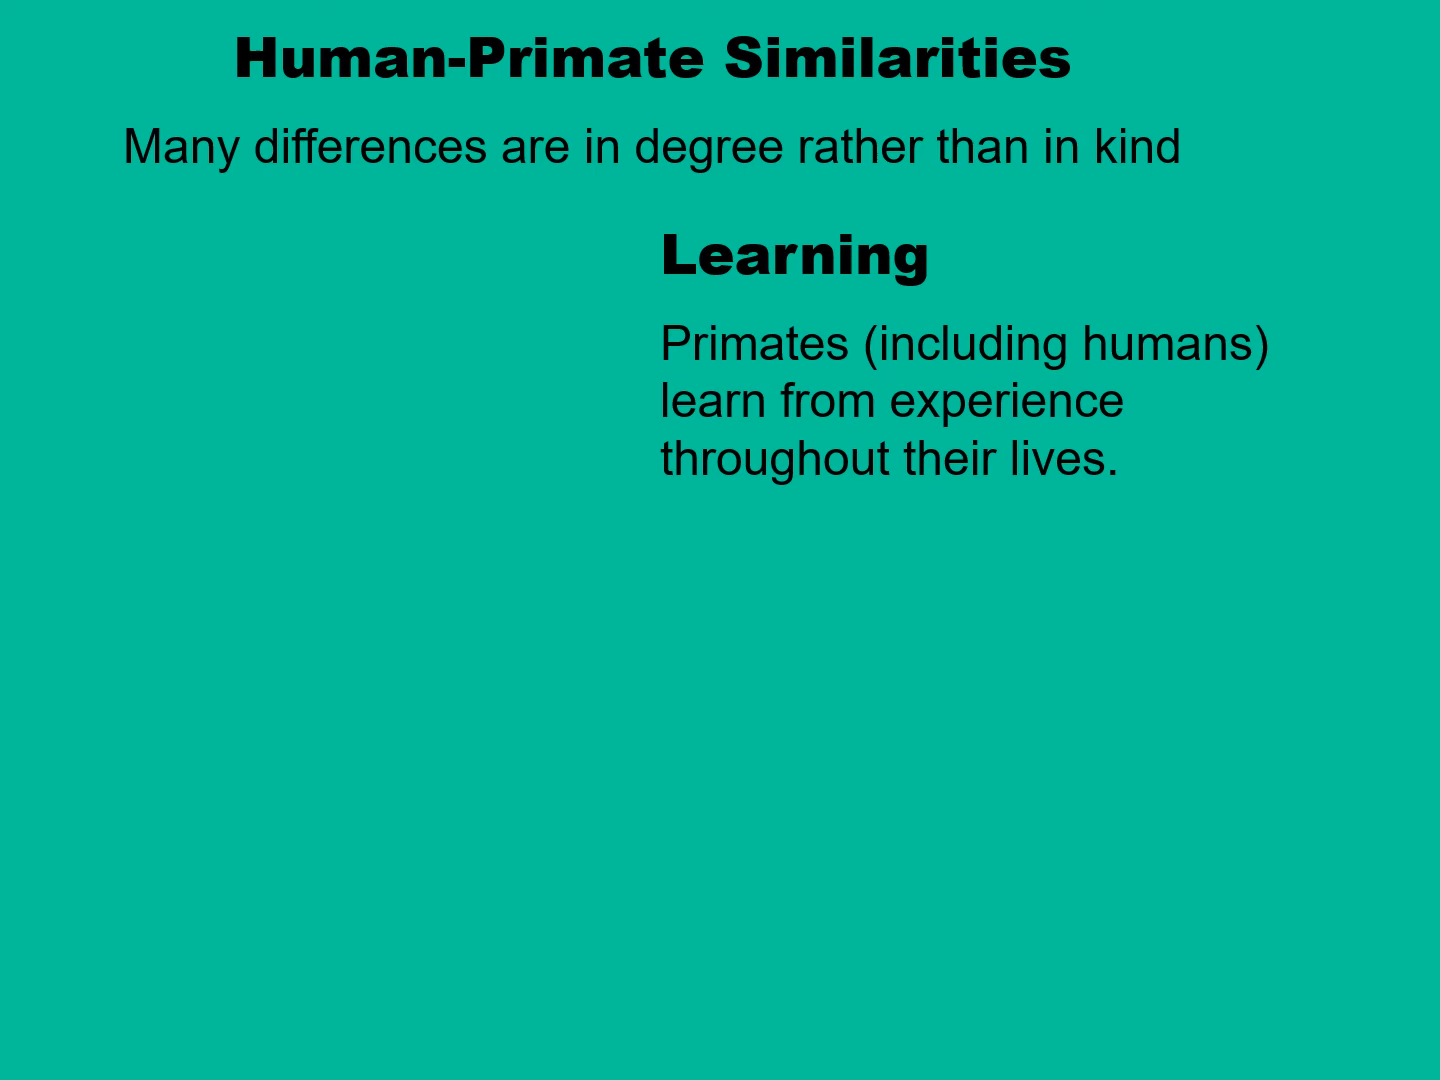 Human-Primate Similarities
Many differences are in degree rather than in kind
Learning
Primates (including humans)
learn from experience
throughout their lives.